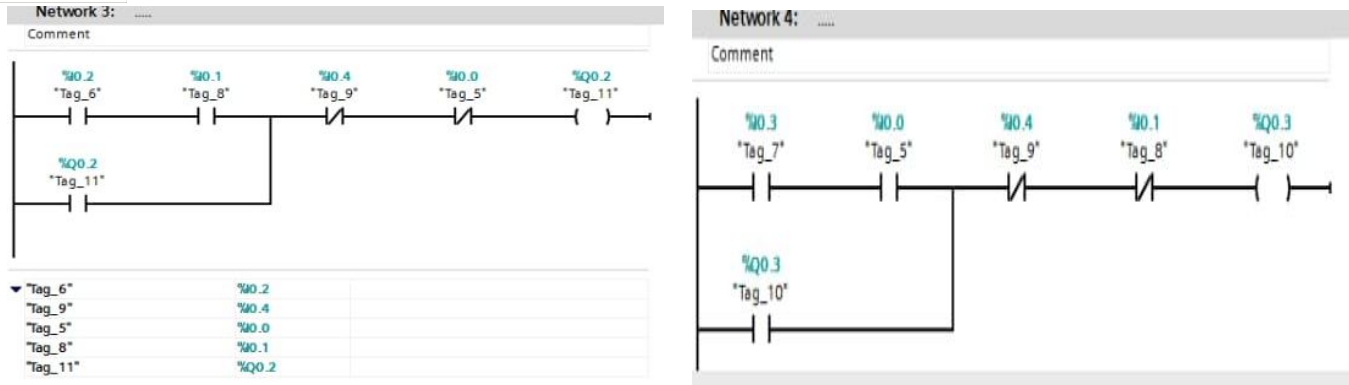 Network 3: .....
Comment
%I0.2 %I0.1 %I0.4 %I0.0 %Q0.2
"Tag_6" "Tag_8" "Tag_9" "Tag_5" "Tag_11"
%Q0.2
"Tag_11"
"Tag_6" %I0.2
"Tag_9" %I0.4
"Tag_5" %I0.0
"Tag_8" %I0.1
"Tag_11" %Q0.2
Network 4: .....
Comment
%I0.3 %I0.0 %I0.4 %I0.1 %Q0.3
"Tag_7" "Tag_5" "Tag_9" "Tag_8" "Tag_10"
%Q0.3
"Tag_10"